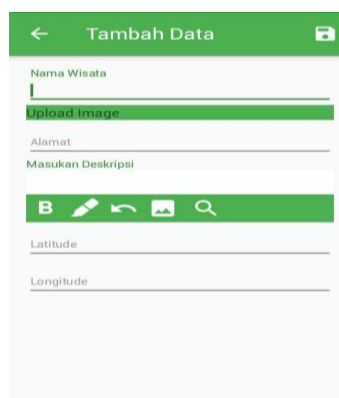 Tambah Data
Nama Wisata
Upload Image
Alamat
Masukan Deskripsi
B
Latitude
Longitude